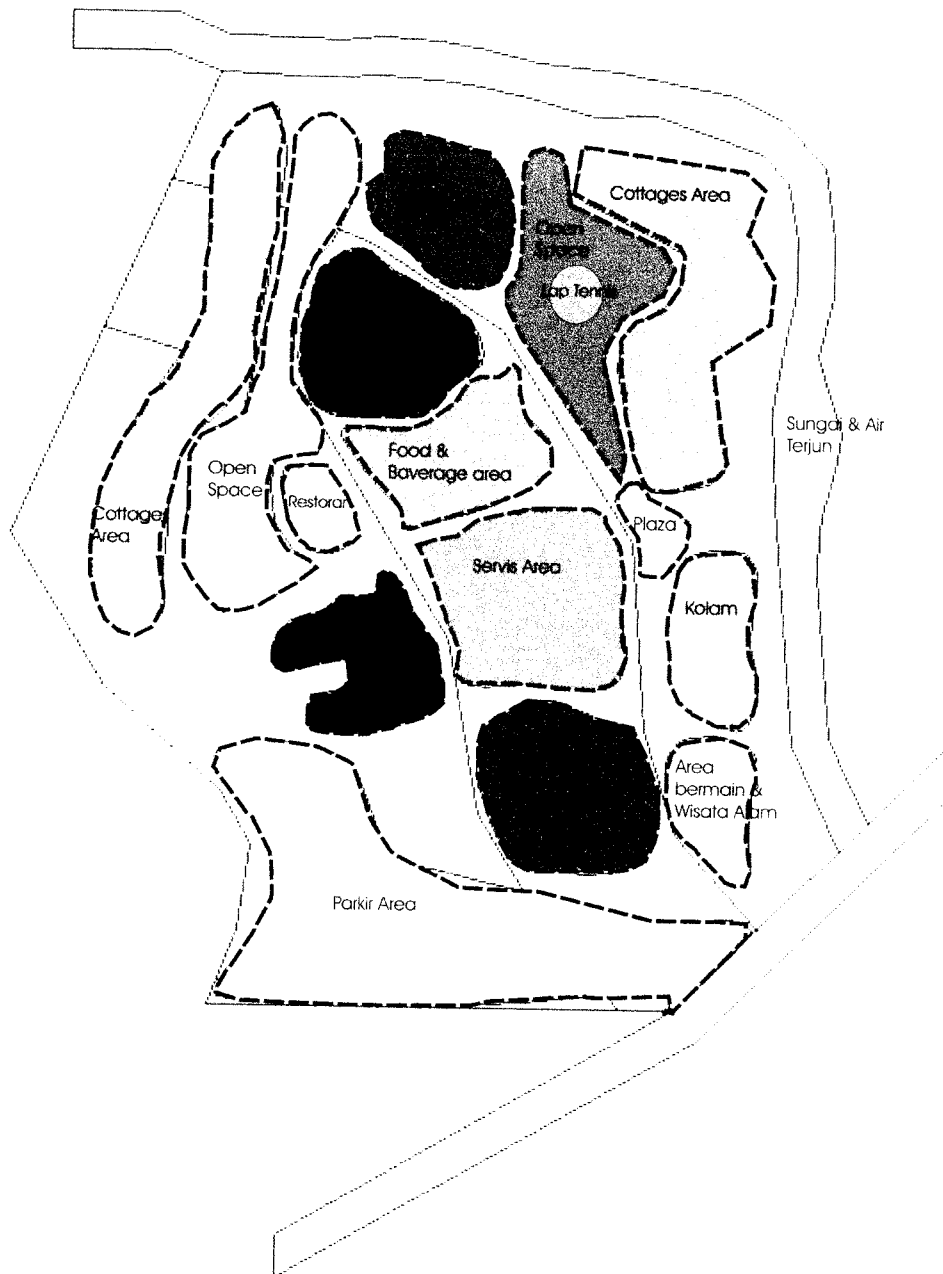 Cottages Area
Open
Space
Lap Tennis
Sungai & Air
Terjun
Food &
Baverage area
Open
Space
Restoran
Cottages
Area
Plaza
Servis Area
Kolam
Area
bermain &
Wisata Alam
Parkir Area